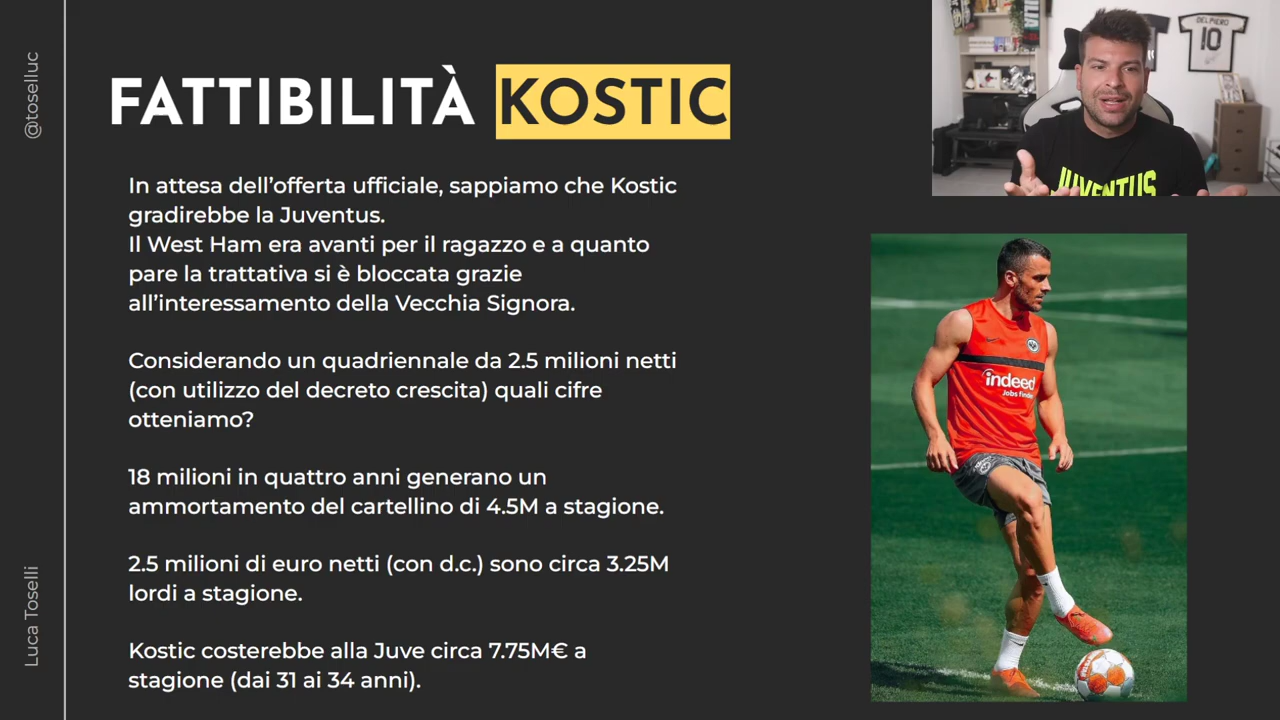 @toselluc
Luca Toselli
FATTIBILITÀ KOSTIC
In attesa dell’offerta ufficiale, sappiamo che Kostic
gradirebbe la Juventus.
Il West Ham era avanti per il ragazzo e a quanto
pare la trattativa si è bloccata grazie
all’interessamento della Vecchia Signora.
Considerando un quadriennale da 2.5 milioni netti
(con utilizzo del decreto crescita) quali cifre
otteniamo?
18 milioni in quattro anni generano un
ammortamento del cartellino di 4.5M a stagione.
2.5 milioni di euro netti (con d.c.) sono circa 3.25M
lordi a stagione.
Kostic costerebbe alla Juve circa 7.75M€ a
stagione (dai 31 ai 34 anni).
DEL PIERO
10
JUVENTUS
indeed
Jobs finder